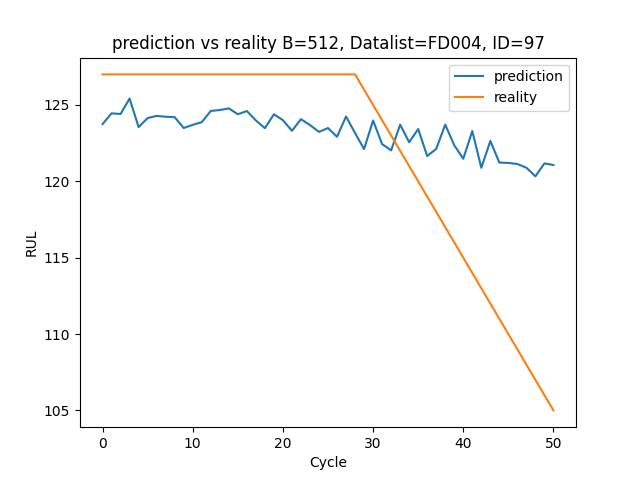 prediction vs reality B=512, Datalist=FD004, ID=97
prediction
reality
125
120
115
110
105
RUL
0 10 20 30 40 50
Cycle